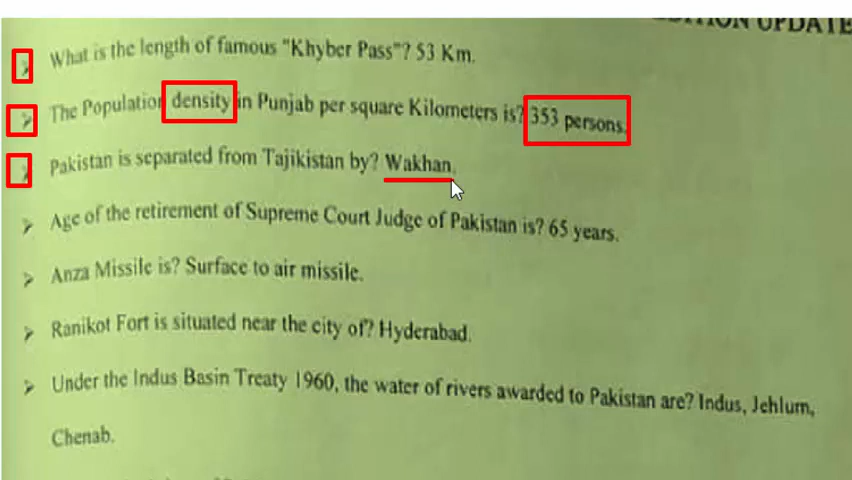 EDITION UPDATE
What is the length of famous "Khyber Pass"? 53 Km.
The Population density in Punjab per square Kilometers is? 353 persons.
Pakistan is separated from Tajikistan by? Wakhan.
Age of the retirement of Supreme Court Judge of Pakistan is? 65 years.
Anza Missile is? Surface to air missile.
Ranikot Fort is situated near the city of? Hyderabad.
Under the Indus Basin Treaty 1960, the water of rivers awarded to Pakistan are? Indus, Jehlum,
Chenab.